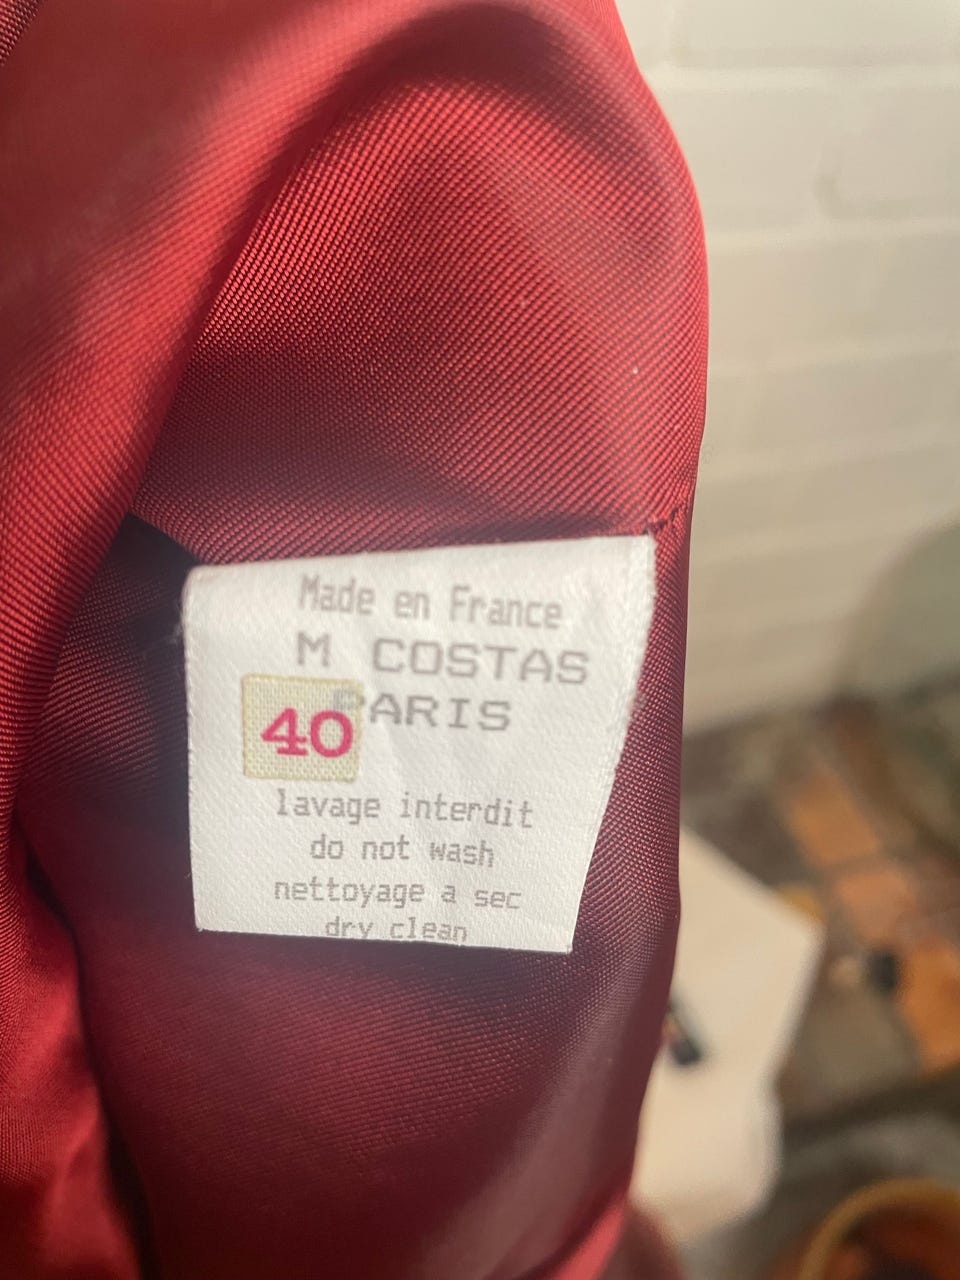 Made en France
M COSTAS
PARIS
40
lavage interdit
do not wash
nettoyage a sec
dry clean